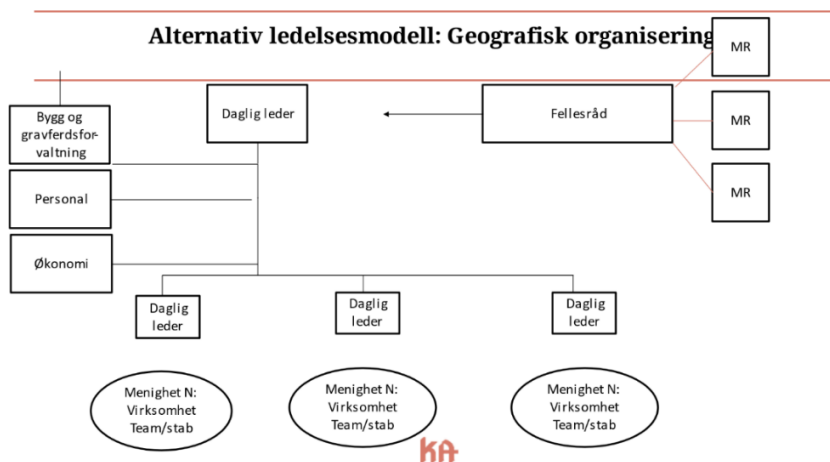 Alternativ ledelsesmodell: Geografisk organisering
MR
Bygg og
gravferdsfor-
valtning
Daglig leder
Fellesråd
MR
Personal
MR
Økonomi
Daglig
leder
Daglig
leder
Daglig
leder
Menighet N:
Virksomhet
Team/stab
Menighet N:
Virksomhet
Team/stab
Menighet N:
Virksomhet
Team/stab
KA